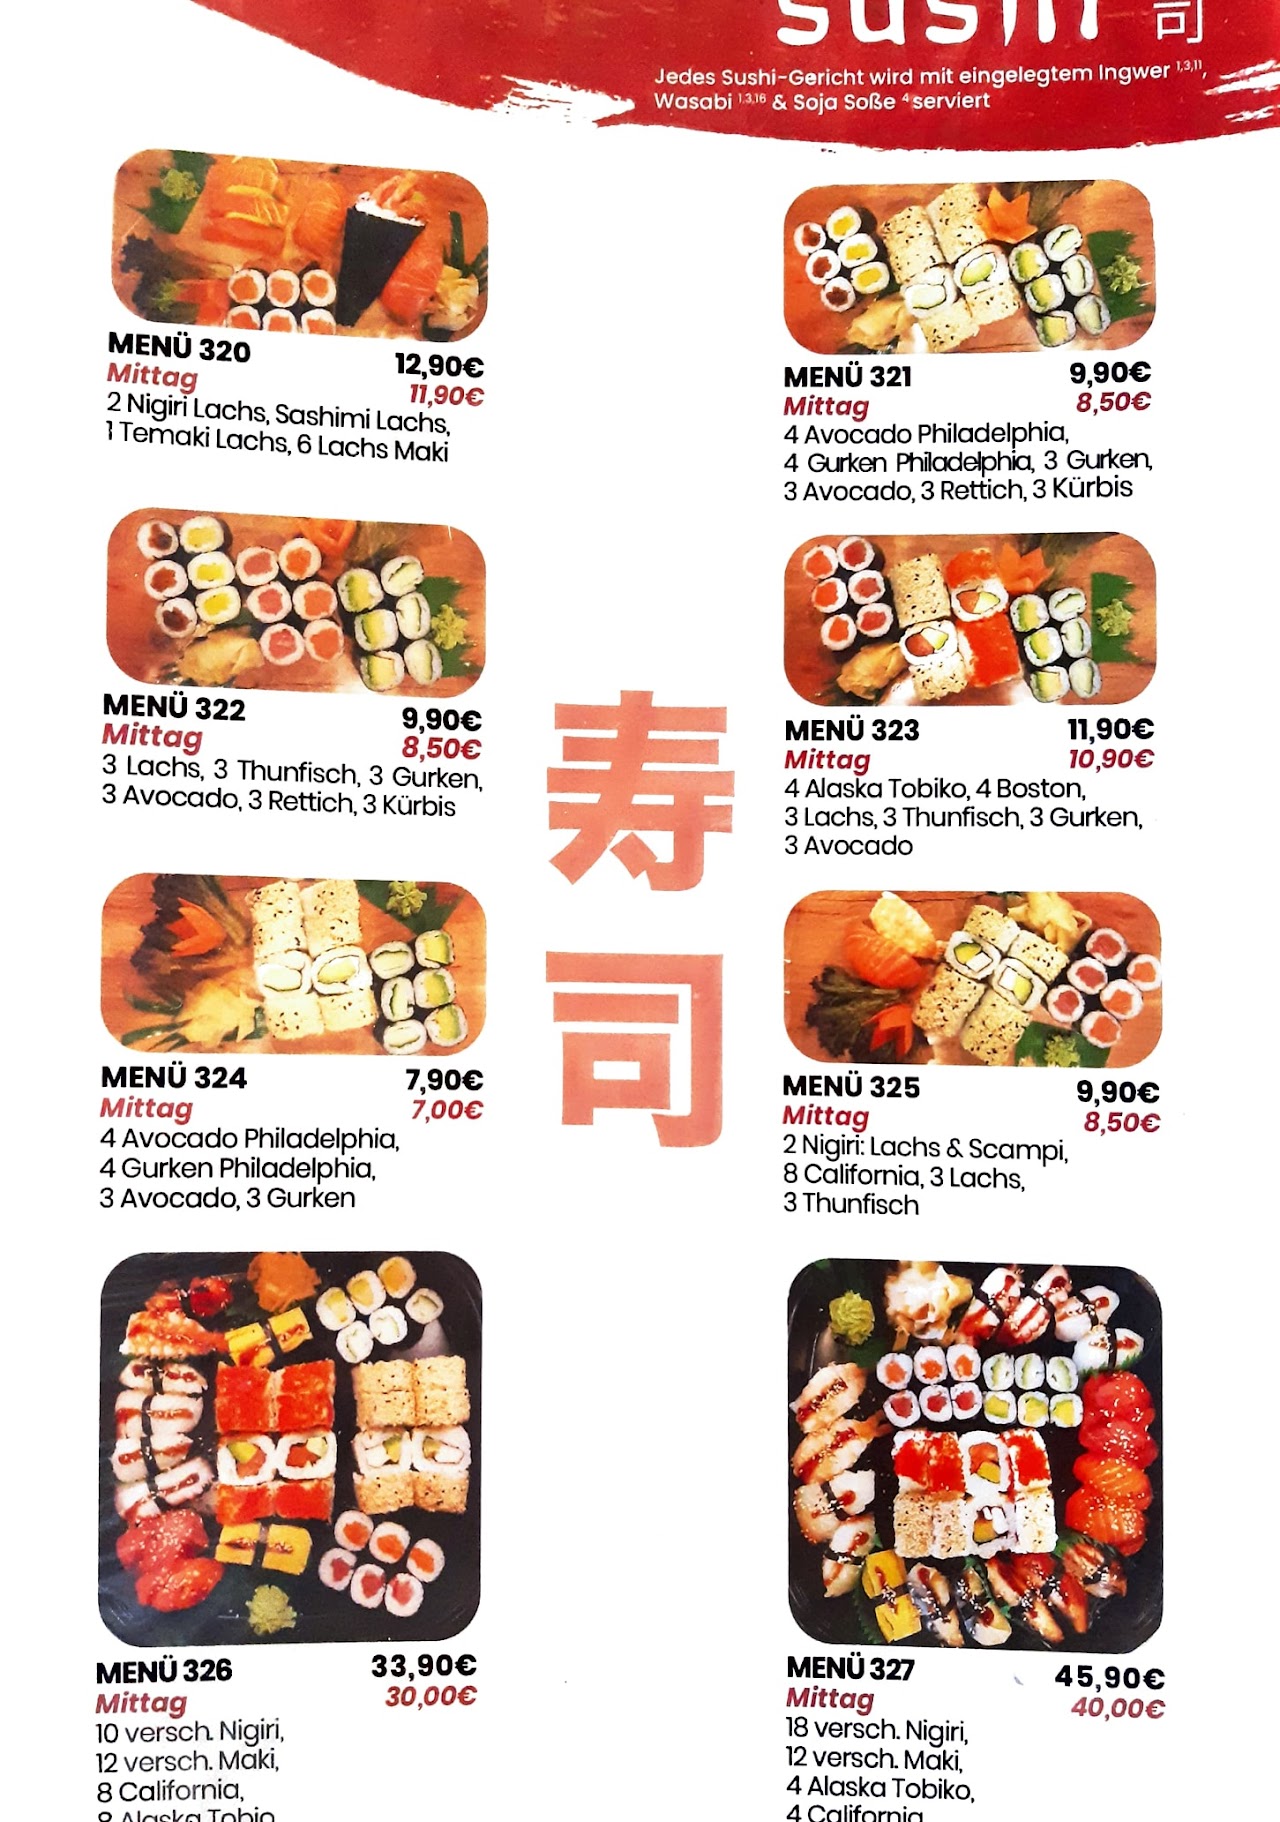 sushi 司
Jedes Sushi-Gericht wird mit eingelegtem Ingwer 1,3,11,
Wasabi 1,3,16 & Soja Soße 4 serviert
MENÜ 320 12,90€
Mittag 11,90€
2 Nigiri Lachs, Sashimi Lachs,
1 Temaki Lachs, 6 Lachs Maki
MENÜ 321 9,90€
Mittag 8,50€
4 Avocado Philadelphia,
4 Gurken Philadelphia, 3 Gurken,
3 Avocado, 3 Rettich, 3 Kürbis
MENÜ 322 9,90€
Mittag 8,50€
3 Lachs, 3 Thunfisch, 3 Gurken,
3 Avocado, 3 Rettich, 3 Kürbis
MENÜ 323 11,90€
Mittag 10,90€
4 Alaska Tobiko, 4 Boston,
3 Lachs, 3 Thunfisch, 3 Gurken,
3 Avocado
寿
司
MENÜ 324 7,90€
Mittag 7,00€
4 Avocado Philadelphia,
4 Gurken Philadelphia,
3 Avocado, 3 Gurken
MENÜ 325 9,90€
Mittag 8,50€
2 Nigiri: Lachs & Scampi,
8 California, 3 Lachs,
3 Thunfisch
MENÜ 326 33,90€
Mittag 30,00€
10 versch. Nigiri,
12 versch. Maki,
8 California,
8 Alaska Tobio
MENÜ 327 45,90€
Mittag 40,00€
18 versch. Nigiri,
12 versch. Maki,
4 Alaska Tobiko,
4 California